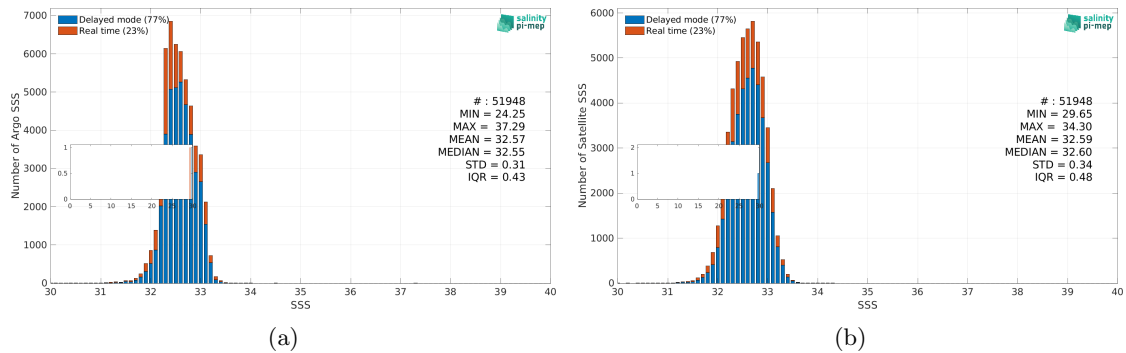 Delayed mode (77%)
Real time (23%)
salinity
pi-mep
7000
6000
5000
4000
3000
2000
1000
0
Number of Argo SSS
# : 51948
MIN = 24.25
MAX = 37.29
MEAN = 32.57
MEDIAN = 32.55
STD = 0.31
IQR = 0.43
1
0.5
0
0 5 10 15 20 25 30
30 31 32 33 34 35 36 37 38 39 40
SSS
(a)
Delayed mode (77%)
Real time (23%)
salinity
pi-mep
6000
5000
4000
3000
2000
1000
0
Number of Satellite SSS
# : 51948
MIN = 29.65
MAX = 34.30
MEAN = 32.59
MEDIAN = 32.60
STD = 0.34
IQR = 0.48
2
1
0
0 5 10 15 20 25 30
30 31 32 33 34 35 36 37 38 39 40
SSS
(b)